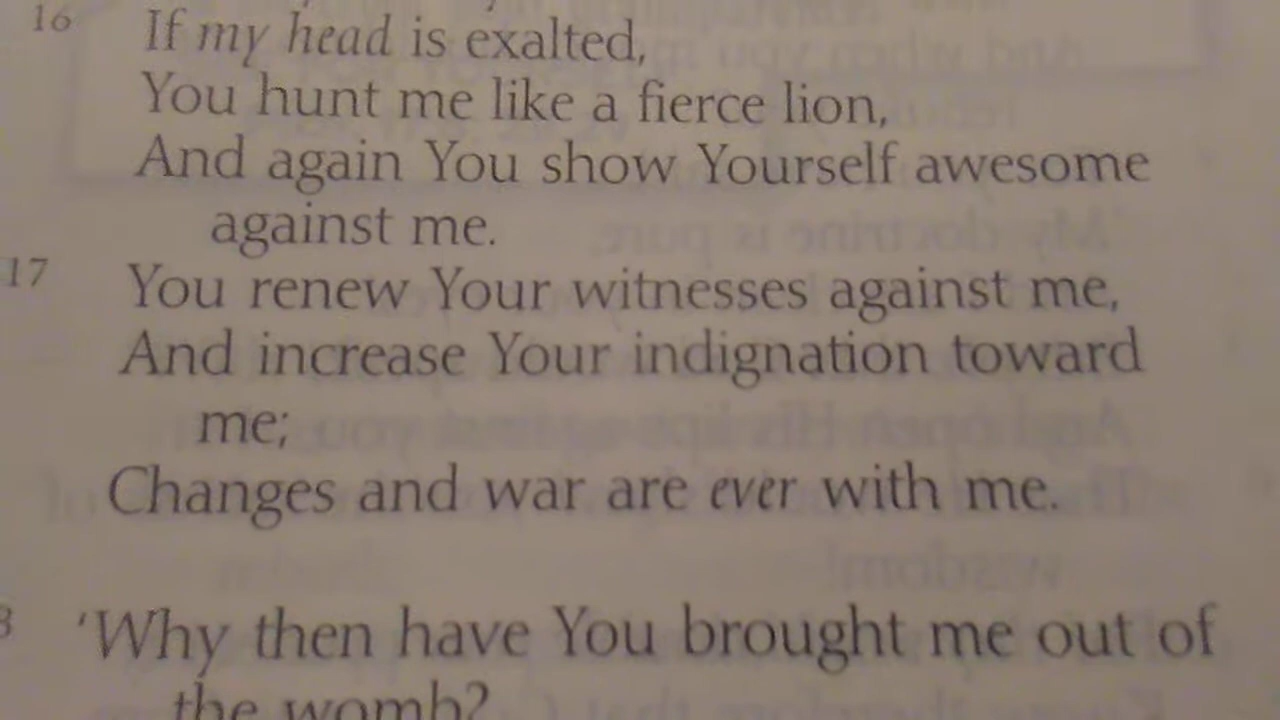 16 If my head is exalted,
You hunt me like a fierce lion,
And again You show Yourself awesome
against me.
17 You renew Your witnesses against me,
And increase Your indignation toward
me;
Changes and war are ever with me.
'Why then have You brought me out of
the womb?